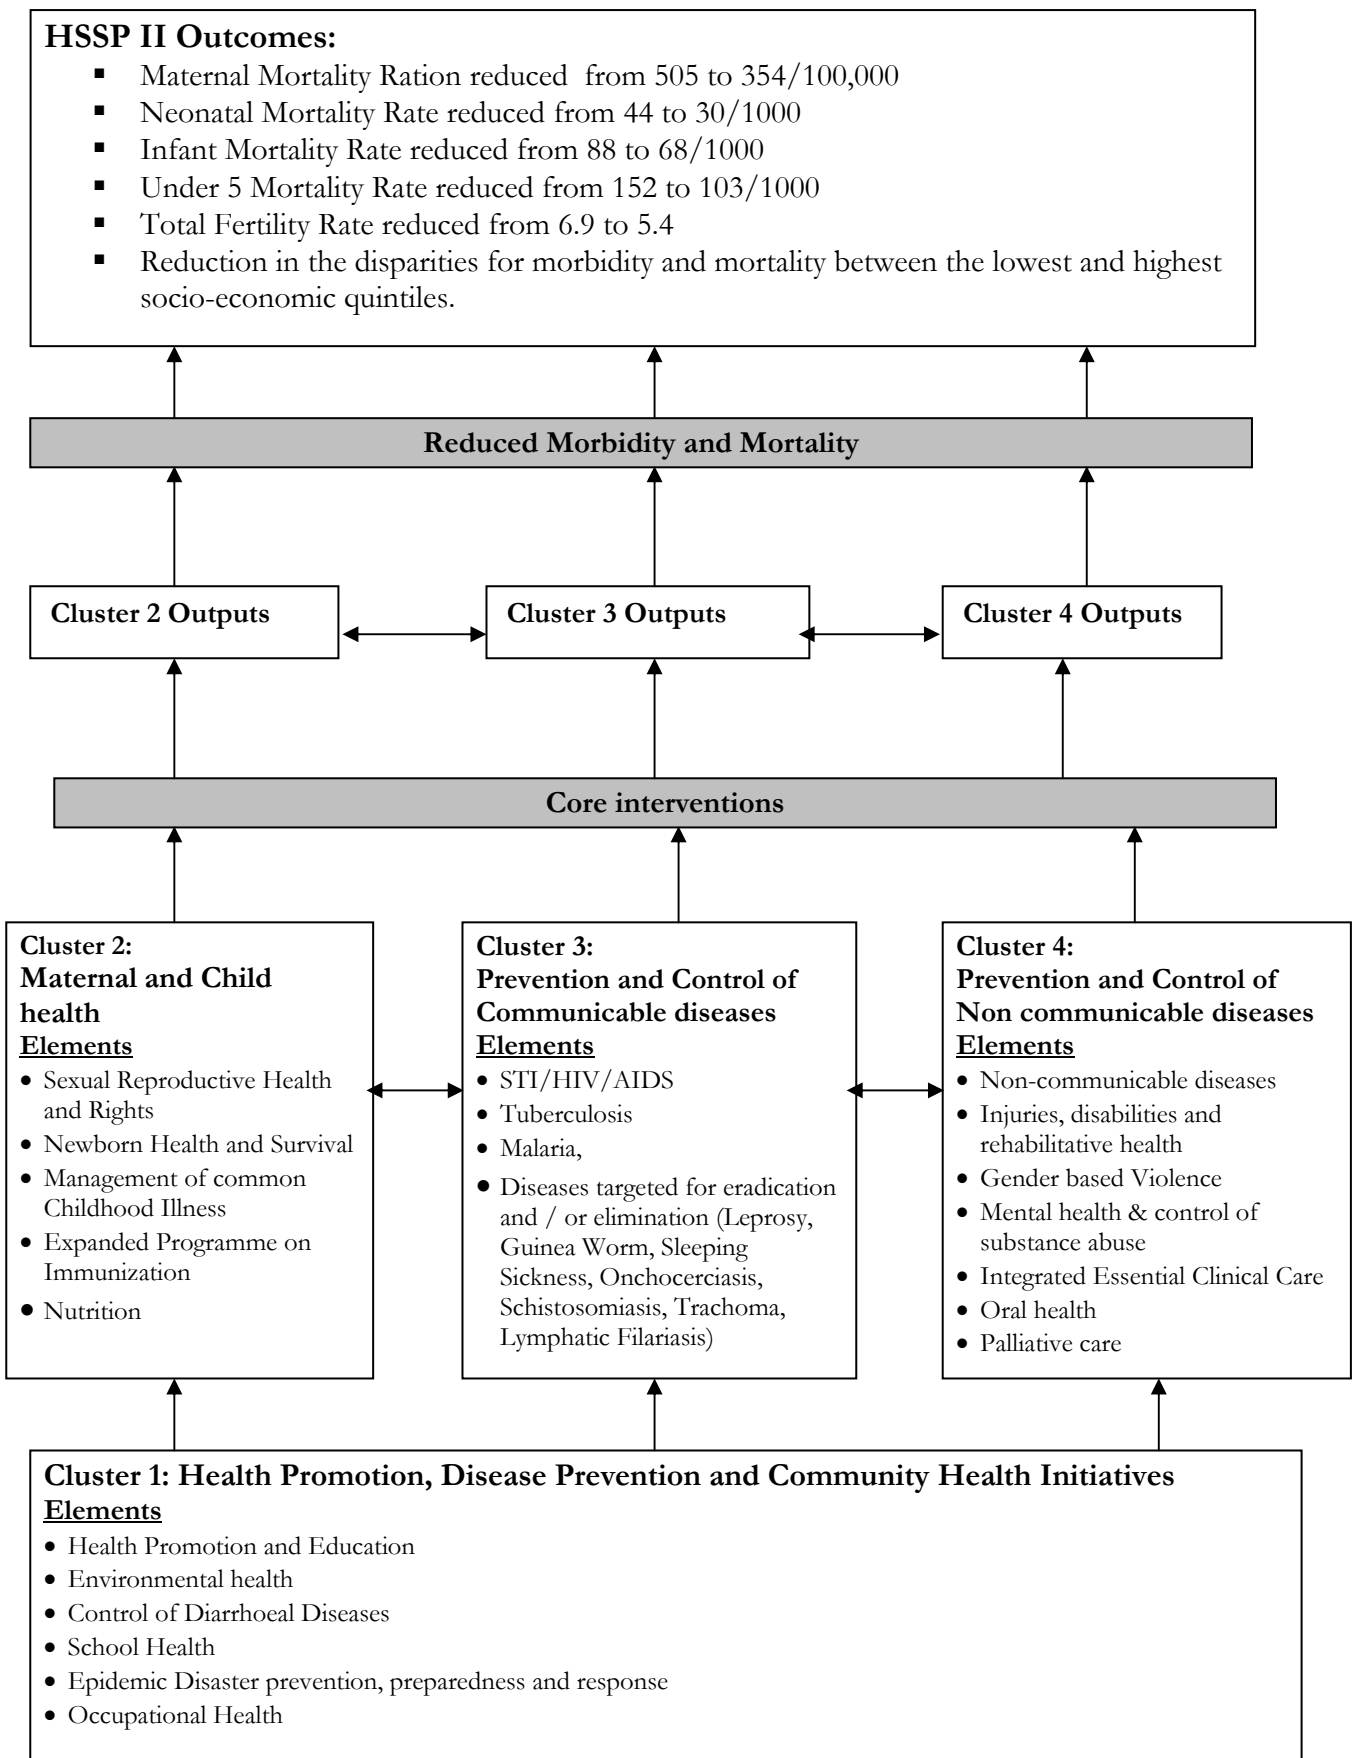 HSSP II Outcomes:
▪ Maternal Mortality Ration reduced from 505 to 354/100,000
▪ Neonatal Mortality Rate reduced from 44 to 30/1000
▪ Infant Mortality Rate reduced from 88 to 68/1000
▪ Under 5 Mortality Rate reduced from 152 to 103/1000
▪ Total Fertility Rate reduced from 6.9 to 5.4
▪ Reduction in the disparities for morbidity and mortality between the lowest and highest
socio-economic quintiles.
Reduced Morbidity and Mortality
Cluster 2 Outputs
Cluster 3 Outputs
Cluster 4 Outputs
Core interventions
Cluster 2:
Maternal and Child
health
Elements
• Sexual Reproductive Health
and Rights
• Newborn Health and Survival
• Management of common
Childhood Illness
• Expanded Programme on
Immunization
• Nutrition
Cluster 3:
Prevention and Control of
Communicable diseases
Elements
• STI/HIV/AIDS
• Tuberculosis
• Malaria,
• Diseases targeted for eradication
and / or elimination (Leprosy,
Guinea Worm, Sleeping
Sickness, Onchocerciasis,
Schistosomiasis, Trachoma,
Lymphatic Filariasis)
Cluster 4:
Prevention and Control of
Non communicable diseases
Elements
• Non-communicable diseases
• Injuries, disabilities and
rehabilitative health
• Gender based Violence
• Mental health & control of
substance abuse
• Integrated Essential Clinical Care
• Oral health
• Palliative care
Cluster 1: Health Promotion, Disease Prevention and Community Health Initiatives
Elements
• Health Promotion and Education
• Environmental health
• Control of Diarrhoeal Diseases
• School Health
• Epidemic Disaster prevention, preparedness and response
• Occupational Health